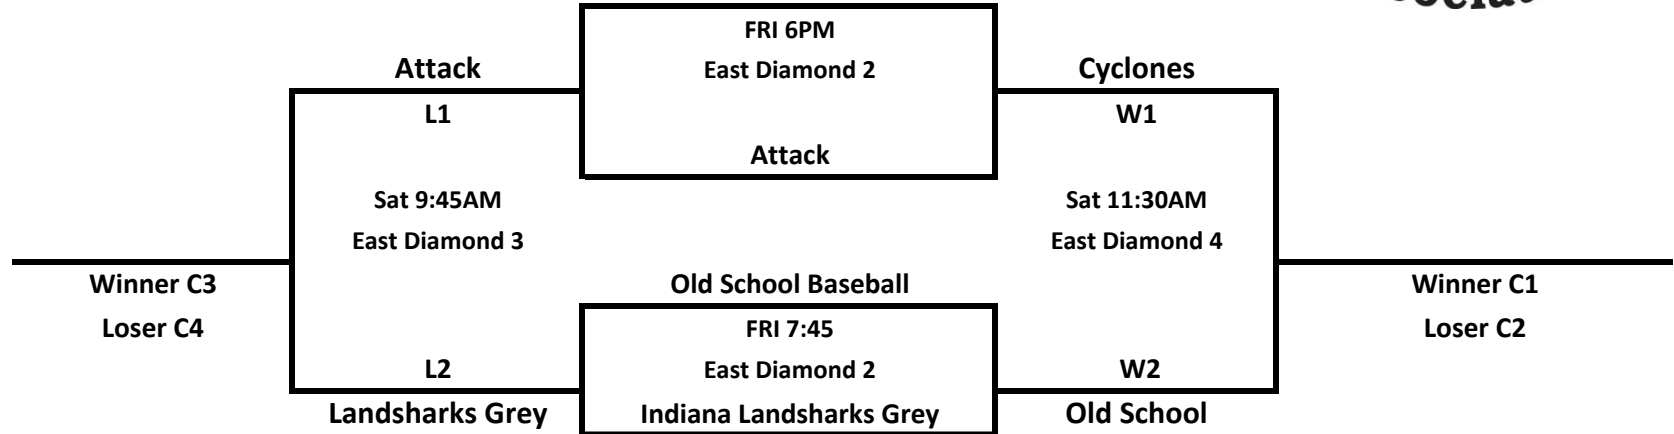 FRI 6PM
Attack
East Diamond 2
Cyclones
L1
W1
Attack
Sat 9:45AM
Sat 11:30AM
East Diamond 3
East Diamond 4
Winner C3
Old School Baseball
Winner C1
Loser C4
FRI 7:45
Loser C2
L2
East Diamond 2
W2
Landsharks Grey
Indiana Landsharks Grey
Old School